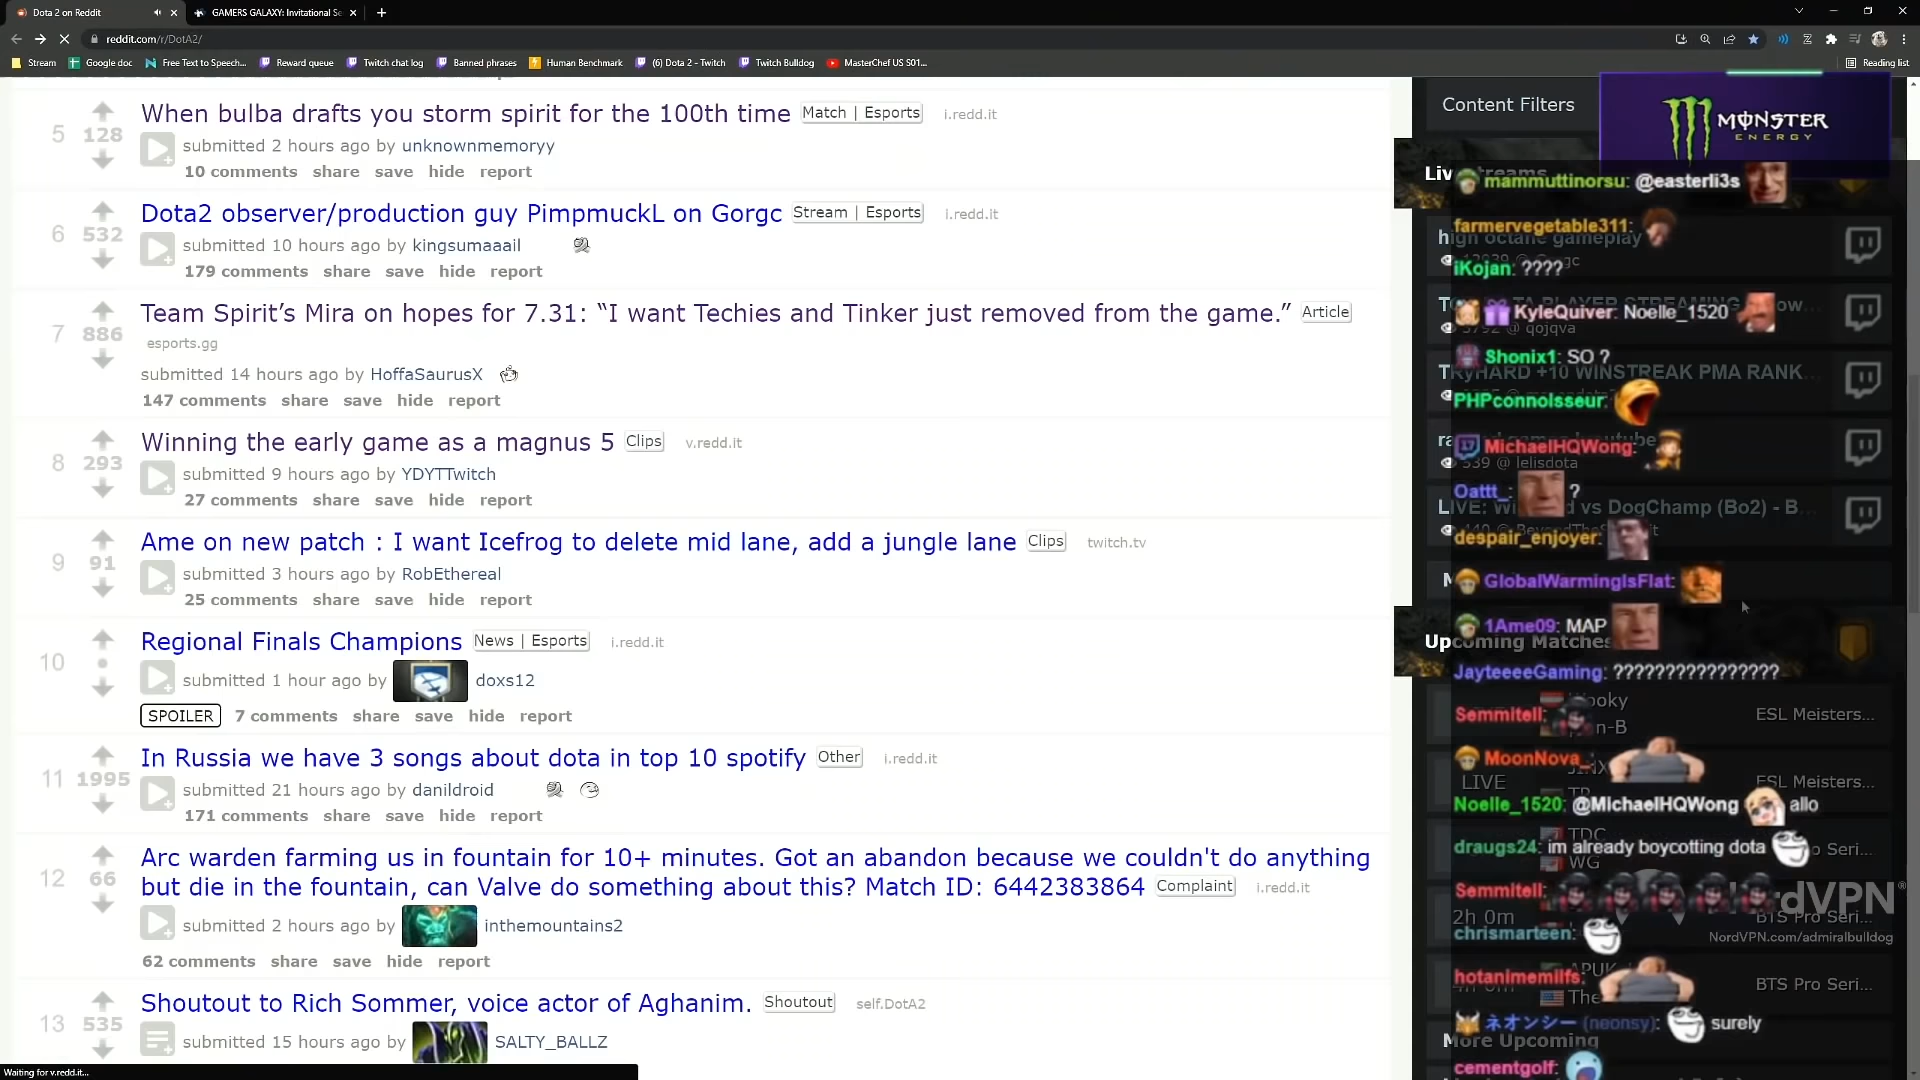 Dota 2 on Reddit
GAMERS GALAXY: Invitational Se
reddit.com/r/DotA2/
Stream
Google doc
Free Text to Speech...
Reward queue
Twitch chat log
Banned phrases
Human Benchmark
(6) Dota 2 - Twitch
Twitch Bulldog
MasterChef US S01...
Reading list
5
128
When bulba drafts you storm spirit for the 100th time Match | Esports i.redd.it
submitted 2 hours ago by unknownmemoryy
10 comments share save hide report
6
532
Dota2 observer/production guy PimpmuckL on Gorgc Stream | Esports i.redd.it
submitted 10 hours ago by kingsumaaail
179 comments share save hide report
7
886
Team Spirit’s Mira on hopes for 7.31: “I want Techies and Tinker just removed from the game.” Article
esports.gg
submitted 14 hours ago by HoffaSaurusX
147 comments share save hide report
8
293
Winning the early game as a magnus 5 Clips v.redd.it
submitted 9 hours ago by YDYTTwitch
27 comments share save hide report
9
91
Ame on new patch : I want Icefrog to delete mid lane, add a jungle lane Clips twitch.tv
submitted 3 hours ago by RobEthereal
25 comments share save hide report
10
•
Regional Finals Champions News | Esports i.redd.it
submitted 1 hour ago by doxs12
SPOILER 7 comments share save hide report
11
1995
In Russia we have 3 songs about dota in top 10 spotify Other i.redd.it
submitted 21 hours ago by danildroid
171 comments share save hide report
12
66
Arc warden farming us in fountain for 10+ minutes. Got an abandon because we couldn't do anything
but die in the fountain, can Valve do something about this? Match ID: 6442383864 Complaint i.redd.it
submitted 2 hours ago by inthemountains2
62 comments share save hide report
13
535
Shoutout to Rich Sommer, voice actor of Aghanim. Shoutout self.DotA2
submitted 15 hours ago by SALTY_BALLZ
Waiting for v.redd.it...
Content Filters
MONSTER
ENERGY
mammuttinorsu: @easterli3s
farmervegetable311:
high octane gameplay
iKojan: ????
KyleQuiver: Noelle_1520
@ qojqva
Shonix1: SO ?
TRYHARD +10 WINSTREAK PMA RANK...
PHPconnoisseur:
MichaelHQWong:
539 @ lelisdota
Oattt_: ?
vs DogChamp (Bo2) - B...
despair_enjoyer:
GlobalWarmingIsFlat:
1Ame09: MAP
Upcoming Matches
JayteeeeGaming: ????????????????
ESL Meisters...
Semmitell:
MoonNova_:
LIVE
ESL Meisters...
Noelle_1520: @MichaelHQWong allo
TDC
draugs24: im already boycotting dota
WG
Semmitell:
NordVPN®
2h 0m
BTS Pro Seri...
chrismarteen:
NordVPN.com/admiralbulldog
hotanimemilfs:
BTS Pro Seri...
ネオンシー (neonsy): surely
More Upcoming
cementgolf: